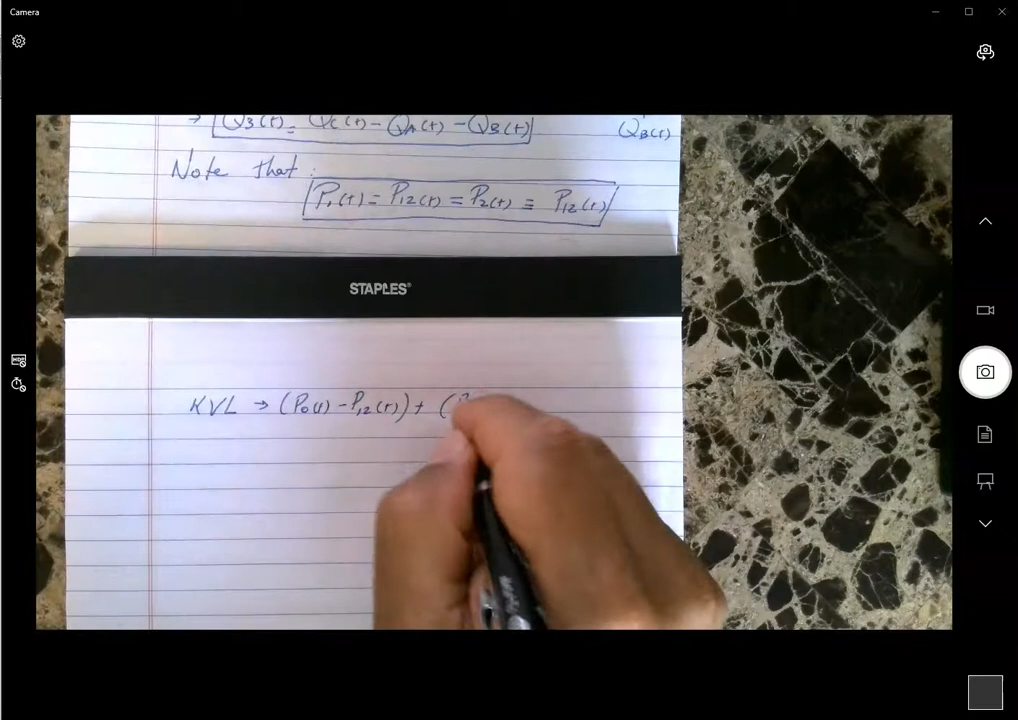 Camera
→ Q3(t) = QC(t) - QA(t) - QB(t)
QB(t)
Note that :
P1(t) = P12(t) = P2(t) ≡ P12(t)
STAPLES®
KVL → (P0(t) - P12(t)) + (